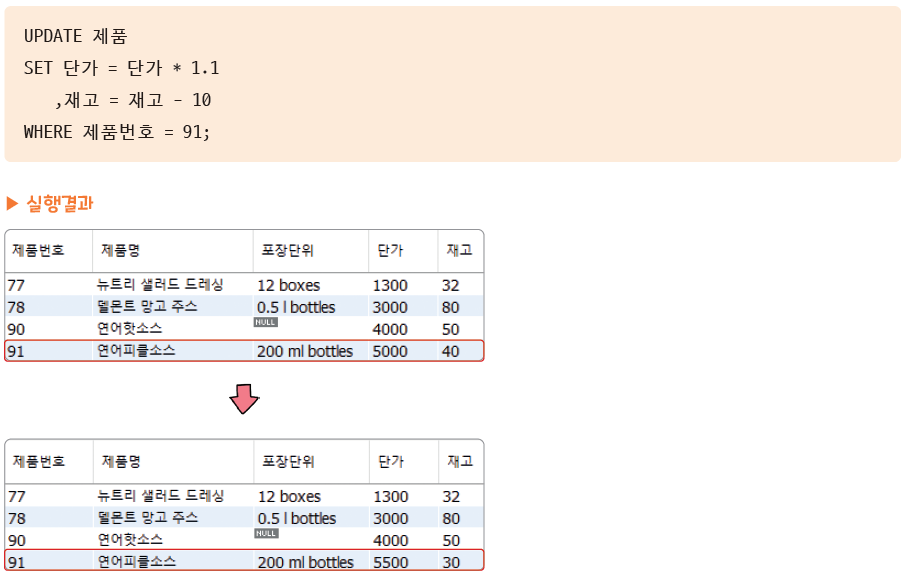 UPDATE 제품
SET 단가 = 단가 * 1.1
,재고 = 재고 - 10
WHERE 제품번호 = 91;
▶ 실행결과
제품번호 제품명 포장단위 단가 재고
77 뉴트리 샐러드 드레싱 12 boxes 1300 32
78 델몬트 망고 주스 0.5 l bottles 3000 80
90 연어핫소스 NULL 4000 50
91 연어피클소스 200 ml bottles 5000 40
제품번호 제품명 포장단위 단가 재고
77 뉴트리 샐러드 드레싱 12 boxes 1300 32
78 델몬트 망고 주스 0.5 l bottles 3000 80
90 연어핫소스 NULL 4000 50
91 연어피클소스 200 ml bottles 5500 30